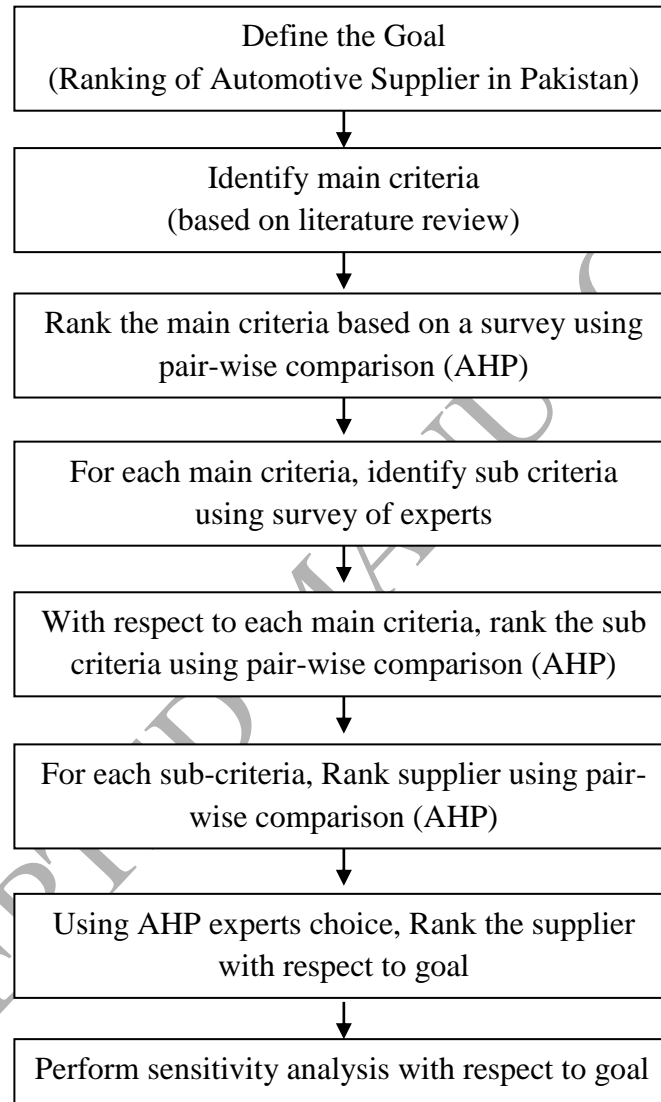 Define the Goal
(Ranking of Automotive Supplier in Pakistan)
Identify main criteria
(based on literature review)
Rank the main criteria based on a survey using
pair-wise comparison (AHP)
For each main criteria, identify sub criteria
using survey of experts
With respect to each main criteria, rank the sub
criteria using pair-wise comparison (AHP)
For each sub-criteria, Rank supplier using pair-
wise comparison (AHP)
Using AHP experts choice, Rank the supplier
with respect to goal
Perform sensitivity analysis with respect to goal